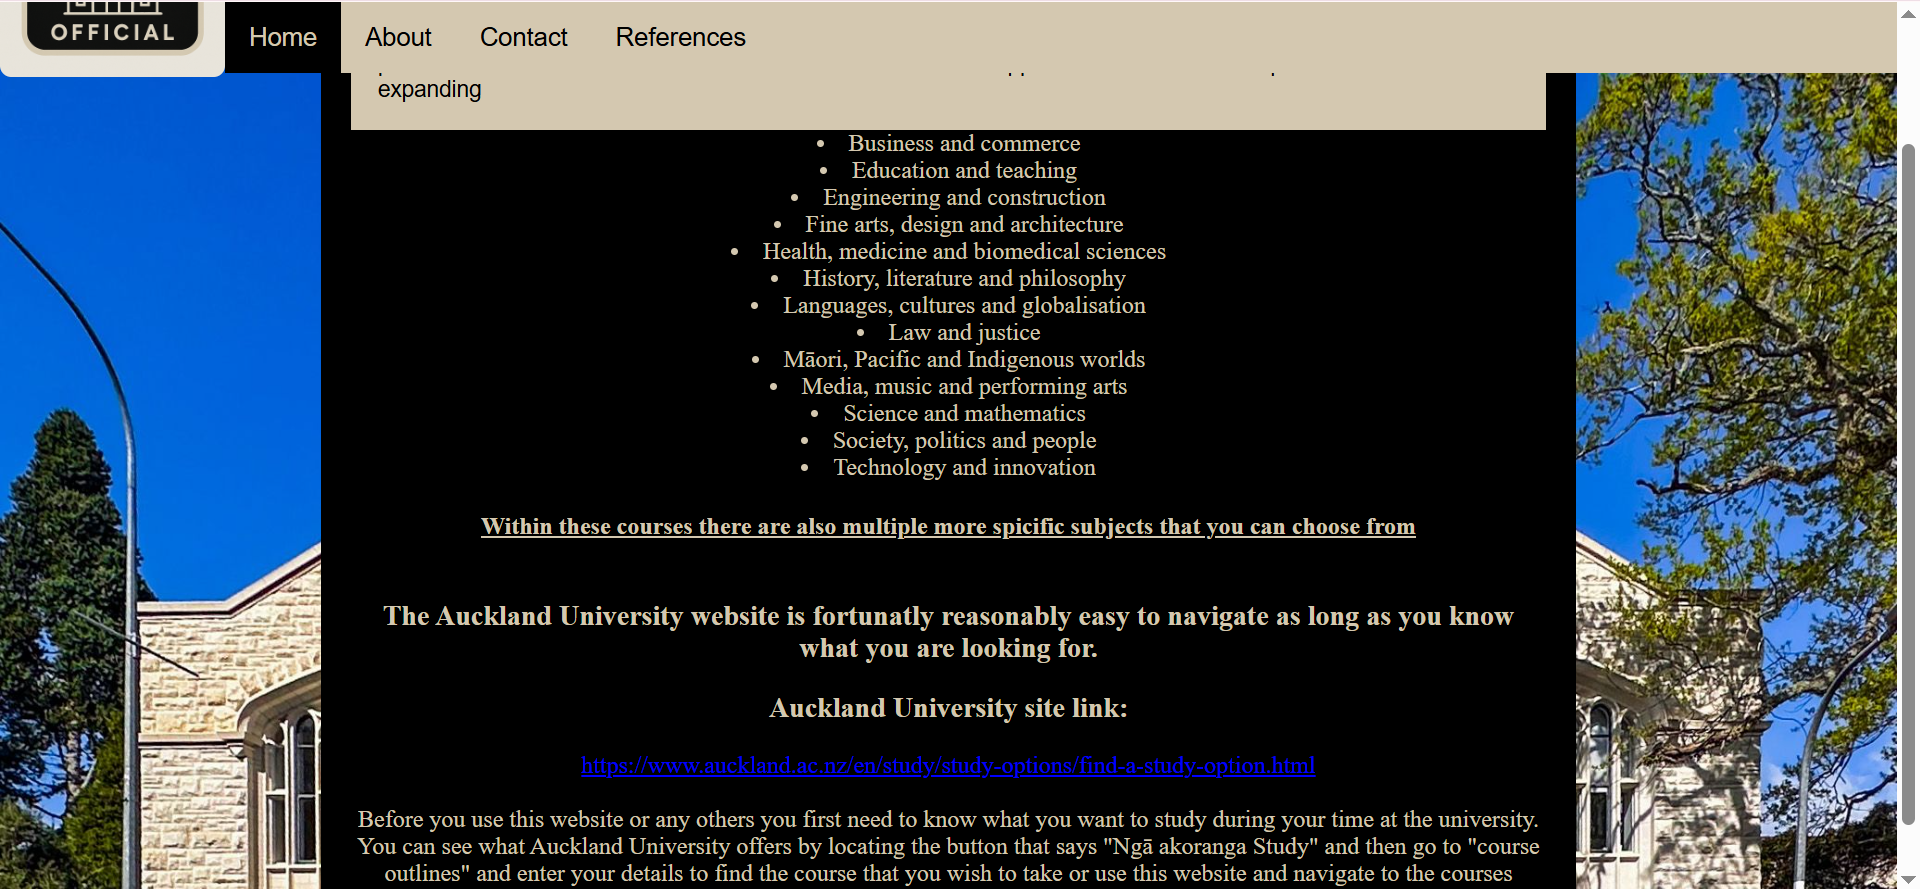 OFFICIAL
Home
About
Contact
References
expanding
• Business and commerce
• Education and teaching
• Engineering and construction
• Fine arts, design and architecture
• Health, medicine and biomedical sciences
• History, literature and philosophy
• Languages, cultures and globalisation
• Law and justice
• Māori, Pacific and Indigenous worlds
• Media, music and performing arts
• Science and mathematics
• Society, politics and people
• Technology and innovation
Within these courses there are also multiple more spicific subjects that you can choose from
The Auckland University website is fortunatly reasonably easy to navigate as long as you know
what you are looking for.
Auckland University site link:
https://www.auckland.ac.nz/en/study/study-options/find-a-study-option.html
Before you use this website or any others you first need to know what you want to study during your time at the university.
You can see what Auckland University offers by locating the button that says "Ngā akoranga Study" and then go to "course
outlines" and enter your details to find the course that you wish to take or use this website and navigate to the courses